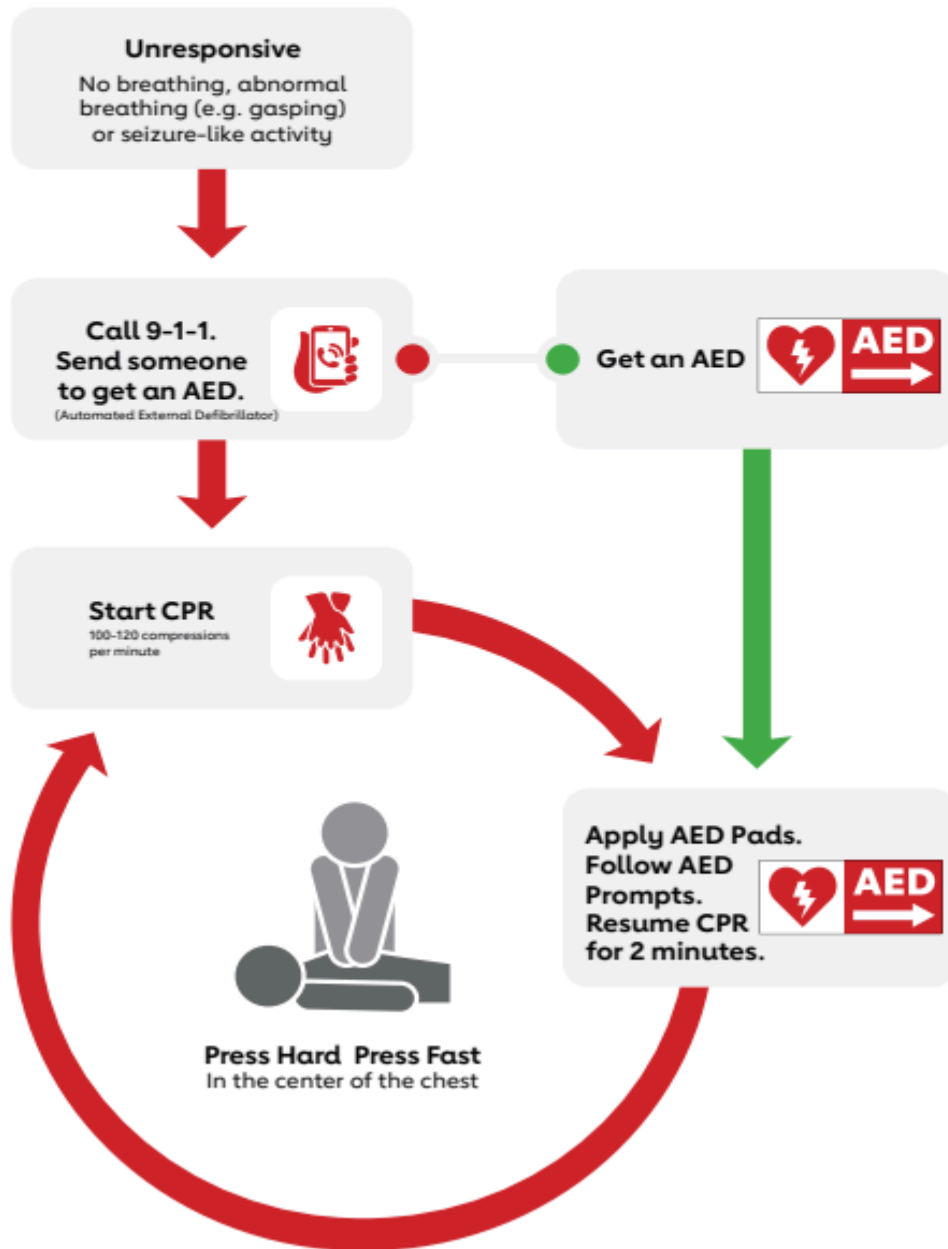 Unresponsive
No breathing, abnormal
breathing (e.g. gasping)
or seizure-like activity
Call 9-1-1.
Send someone
to get an AED.
(Automated External Defibrillator)
Get an AED
AED
Start CPR
100-120 compressions
per minute
Apply AED Pads.
Follow AED
Prompts.
Resume CPR
for 2 minutes.
AED
Press Hard Press Fast
In the center of the chest